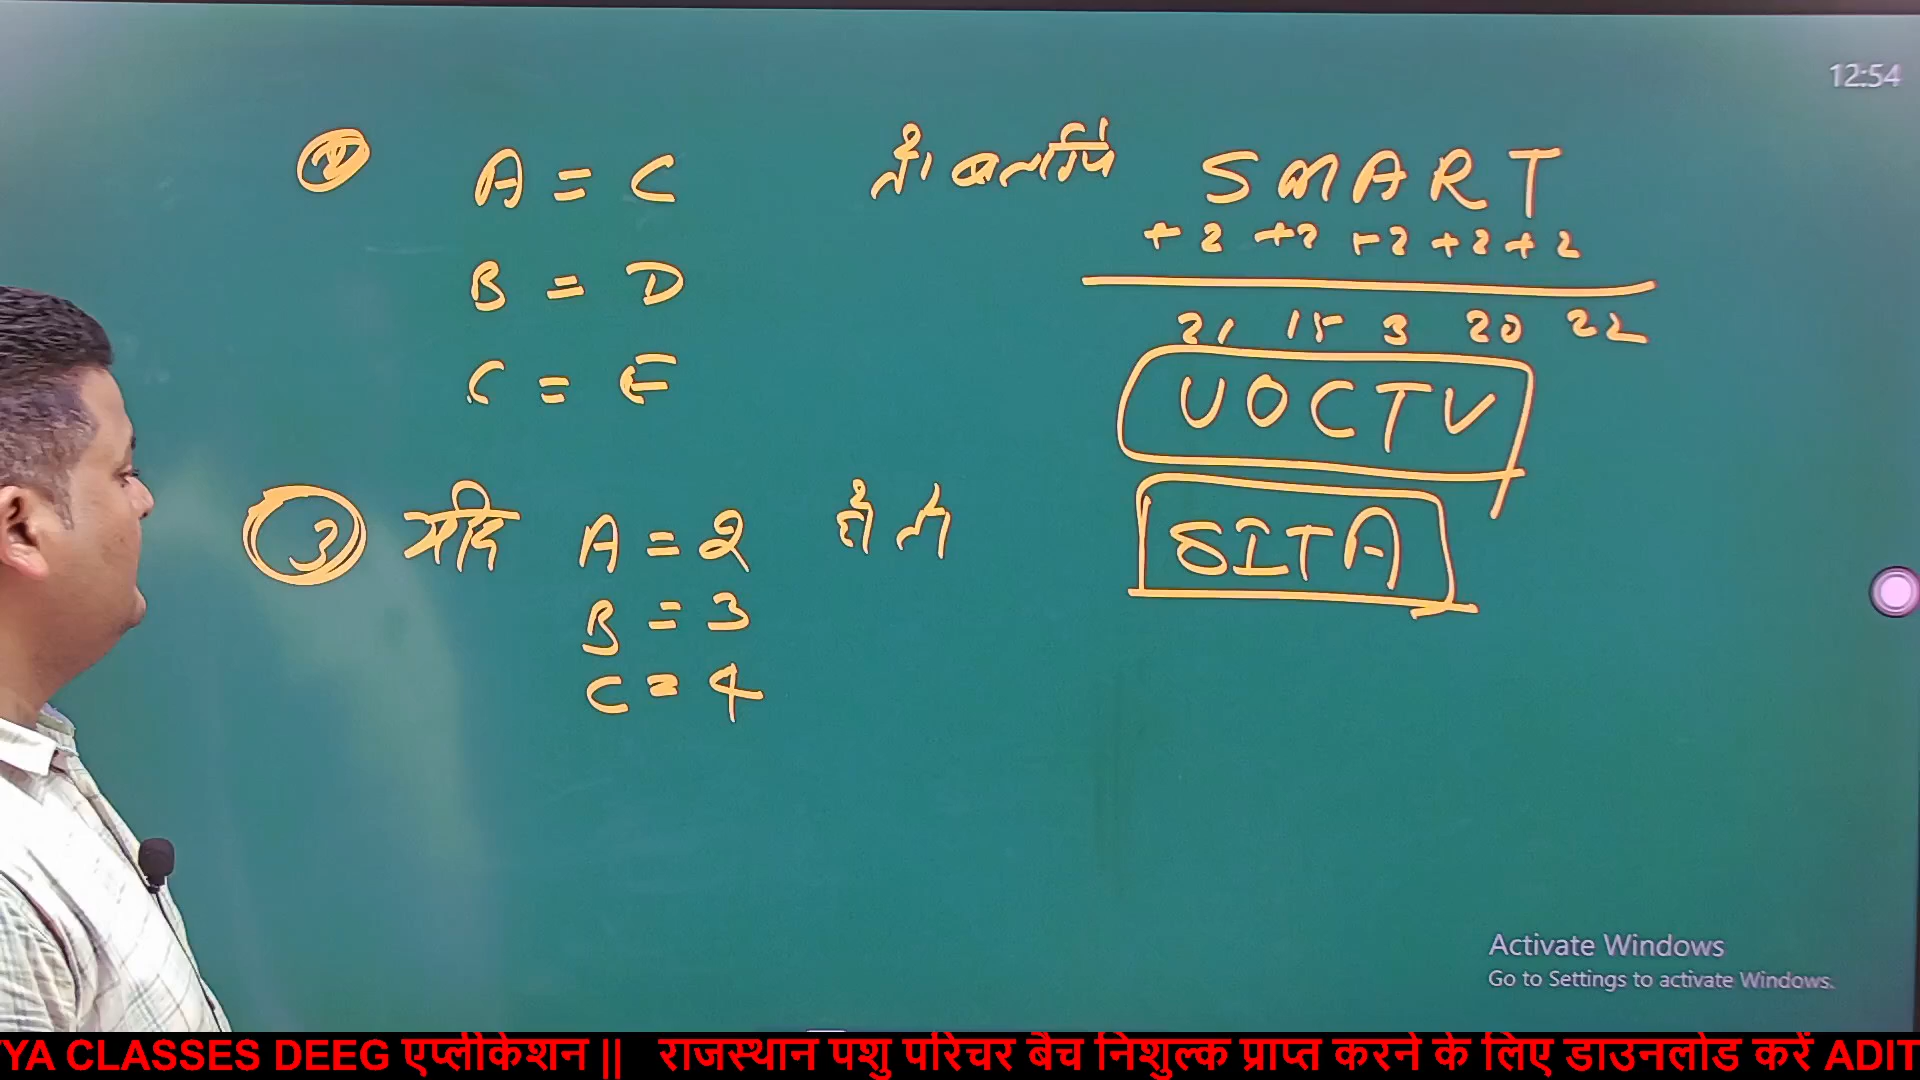 12:54
A = C तो बताये SMART
+2 +2 +2 +2 +2
B = D
21 15 3 20 22
C = E UOCTV
3 यदि A = 2 हो तो SITA
B = 3
C = 4
Activate Windows
Go to Settings to activate Windows.
YA CLASSES DEEG एप्लीकेशन || राजस्थान पशु परिचर बैच निशुल्क प्राप्त करने के लिए डाउनलोड करें ADIT